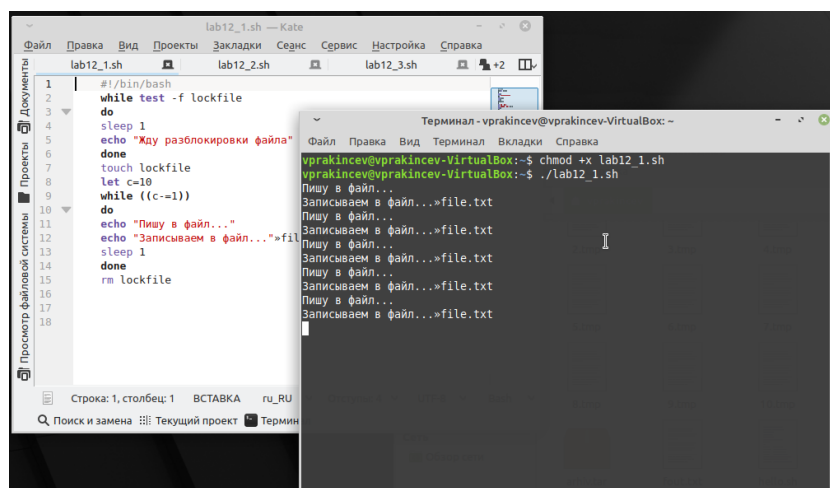 lab12_1.sh — Kate
Файл Правка Вид Проекты Закладки Сеанс Сервис Настройка Справка
lab12_1.sh lab12_2.sh lab12_3.sh +2
Документы
Проекты
Просмотр файловой системы
1 #!/bin/bash
2 while test -f lockfile
3 do
4 sleep 1
5 echo "Жду разблокировки файла"
6 done
7 touch lockfile
8 let c=10
9 while ((c-=1))
10 do
11 echo "Пишу в файл..."
12 echo "Записываем в файл..."»fil
13 sleep 1
14 done
15 rm lockfile
16
17
18
Строка: 1, столбец: 1 ВСТАВКА ru_RU
Поиск и замена Текущий проект Термин
Терминал - vprakincev@vprakincev-VirtualBox: ~
Файл Правка Вид Терминал Вкладки Справка
vprakincev@vprakincev-VirtualBox:~$ chmod +x lab12_1.sh
vprakincev@vprakincev-VirtualBox:~$ ./lab12_1.sh
Пишу в файл...
Записываем в файл...»file.txt
Пишу в файл...
Записываем в файл...»file.txt
Пишу в файл...
Записываем в файл...»file.txt
Пишу в файл...
Записываем в файл...»file.txt
Пишу в файл...
Записываем в файл...»file.txt